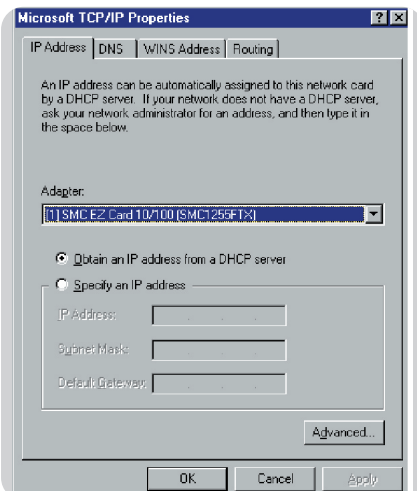 Microsoft TCP/IP Properties
IP Address DNS WINS Address Routing
An IP address can be automatically assigned to this network card
by a DHCP server. If your network does not have a DHCP server,
ask your network administrator for an address, and then type it in
the space below.
Adapter:
[1] SMC EZ Card 10/100 (SMC1255FTX)
Obtain an IP address from a DHCP server
Specify an IP address
IP Address:
Subnet Mask:
Default Gateway:
Advanced...
OK Cancel Apply